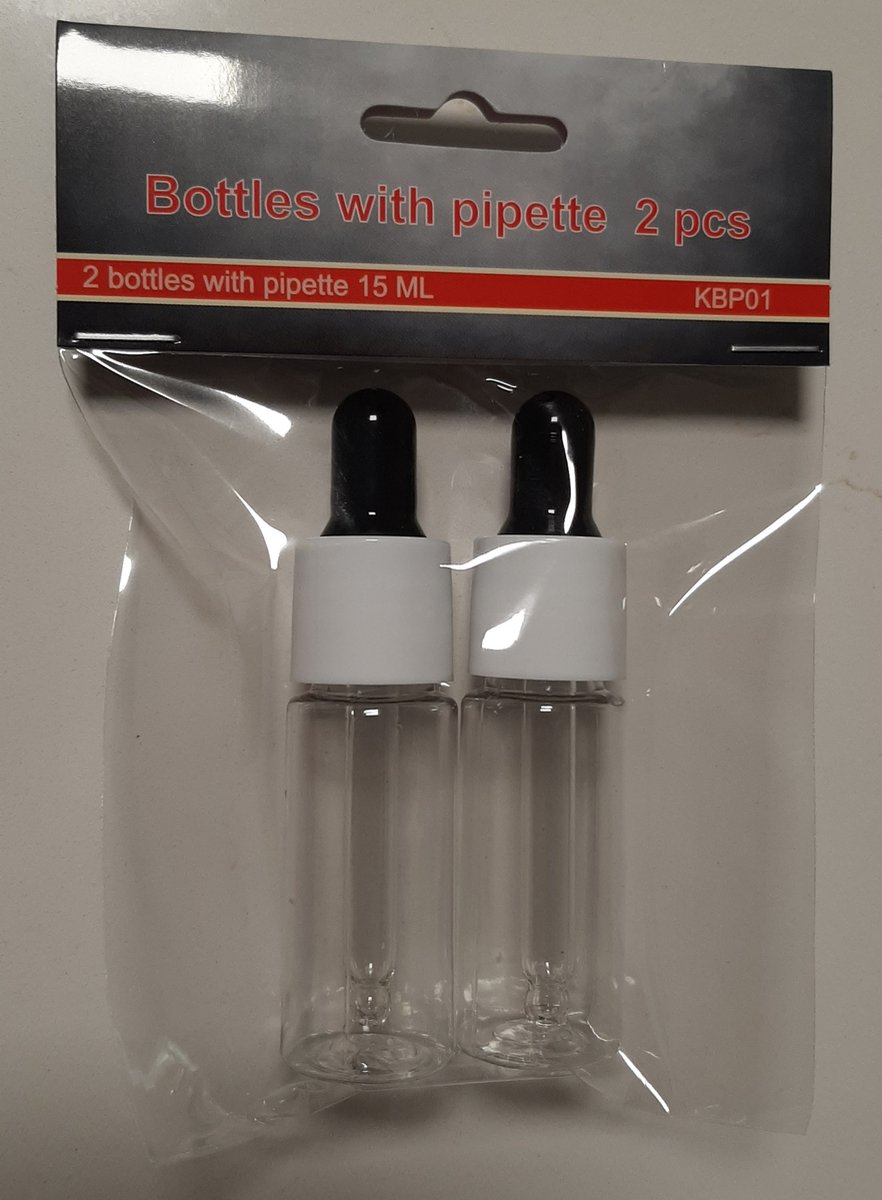 Bottles with pipette 2 pcs
2 bottles with pipette 15 ML KBP01